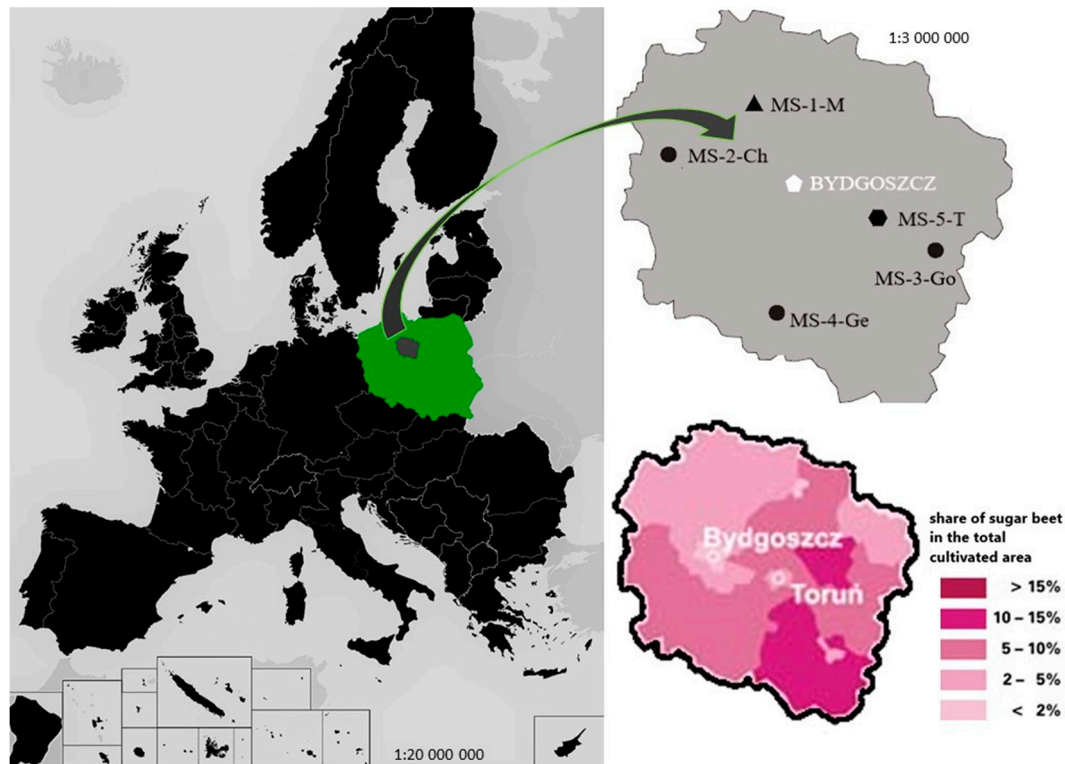 1:3 000 000
MS-1-M
MS-2-Ch
BYDGOSZCZ
MS-5-T
MS-3-Go
MS-4-Ge
1:20 000 000
Bydgoszcz
Toruń
share of sugar beet
in the total
cultivated area
> 15%
10 – 15%
5 – 10%
2 – 5%
< 2%